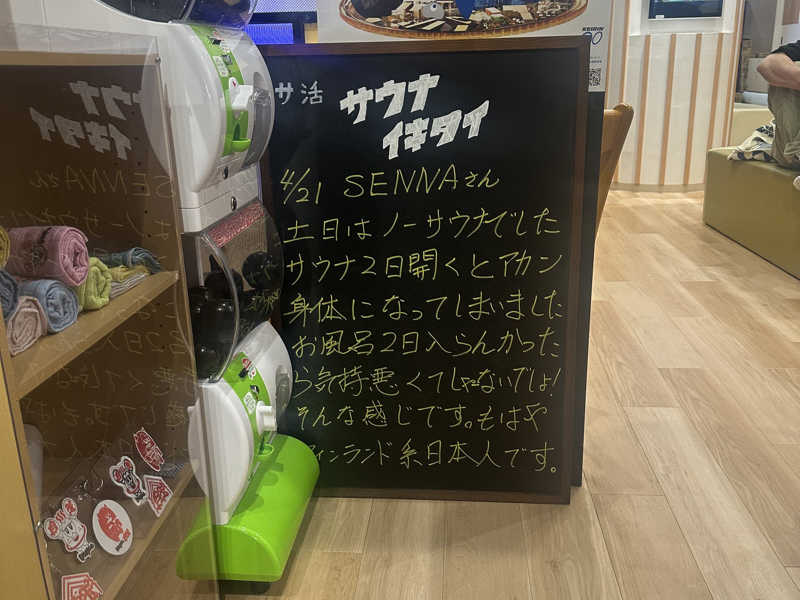 サ活
サウナ
イキタイ
4/21 SENNAさん
土日はノーサウナでした
サウナ2日開くとアカン
身体になってしまいました
お風呂2日入らんかった
ら気持悪くてしゃーないでしょ!
そんな感じです。もはや
フィンランド系日本人です。